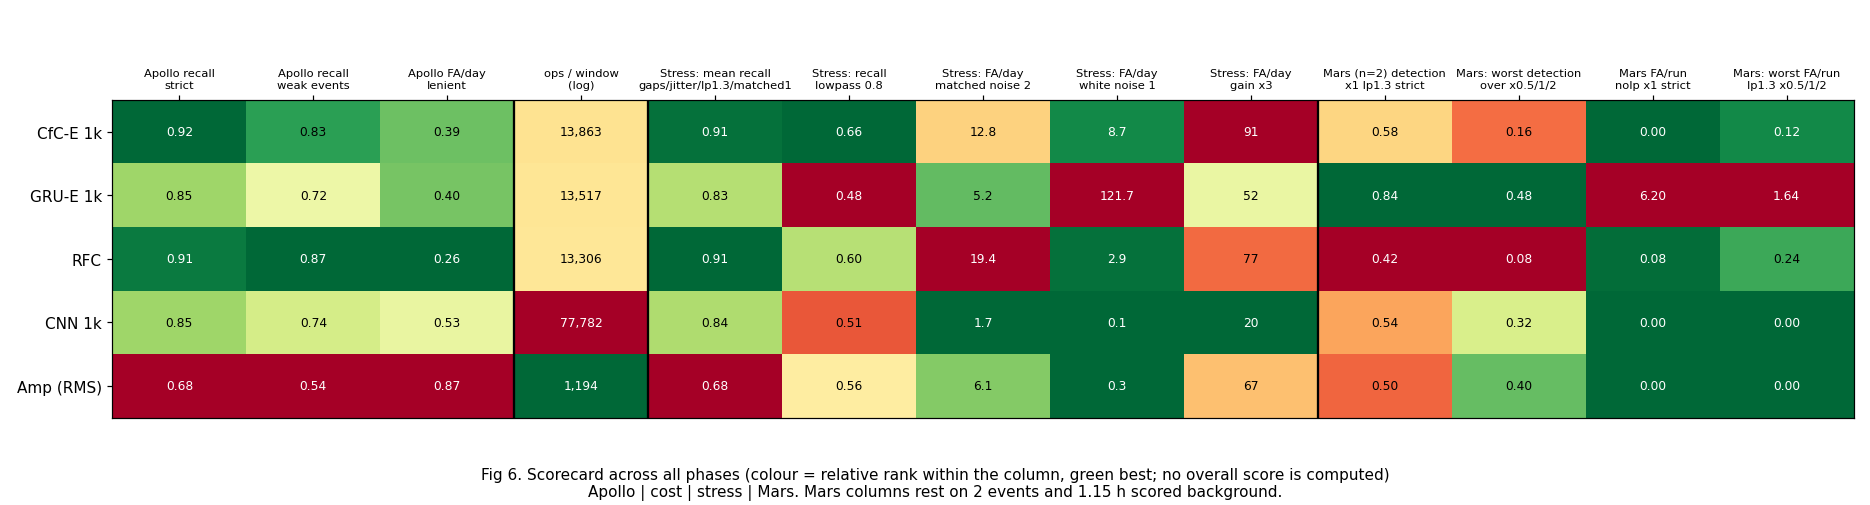 Apollo recall
strict
Apollo recall
weak events
Apollo FA/day
lenient
ops / window
(log)
Stress: mean recall
gaps/jitter/lp1.3/matched1
Stress: recall
lowpass 0.8
Stress: FA/day
matched noise 2
Stress: FA/day
white noise 1
Stress: FA/day
gain x3
Mars (n=2) detection
x1 lp1.3 strict
Mars: worst detection
over x0.5/1/2
Mars FA/run
nolp x1 strict
Mars: worst FA/run
lp1.3 x0.5/1/2
CfC-E 1k 0.92 0.83 0.39 13,863 0.91 0.66 12.8 8.7 91 0.58 0.16 0.00 0.12
GRU-E 1k 0.85 0.72 0.40 13,517 0.83 0.48 5.2 121.7 52 0.84 0.48 6.20 1.64
RFC 0.91 0.87 0.26 13,306 0.91 0.60 19.4 2.9 77 0.42 0.08 0.08 0.24
CNN 1k 0.85 0.74 0.53 77,782 0.84 0.51 1.7 0.1 20 0.54 0.32 0.00 0.00
Amp (RMS) 0.68 0.54 0.87 1,194 0.68 0.56 6.1 0.3 67 0.50 0.40 0.00 0.00
Fig 6. Scorecard across all phases (colour = relative rank within the column, green best; no overall score is computed)
Apollo | cost | stress | Mars. Mars columns rest on 2 events and 1.15 h scored background.